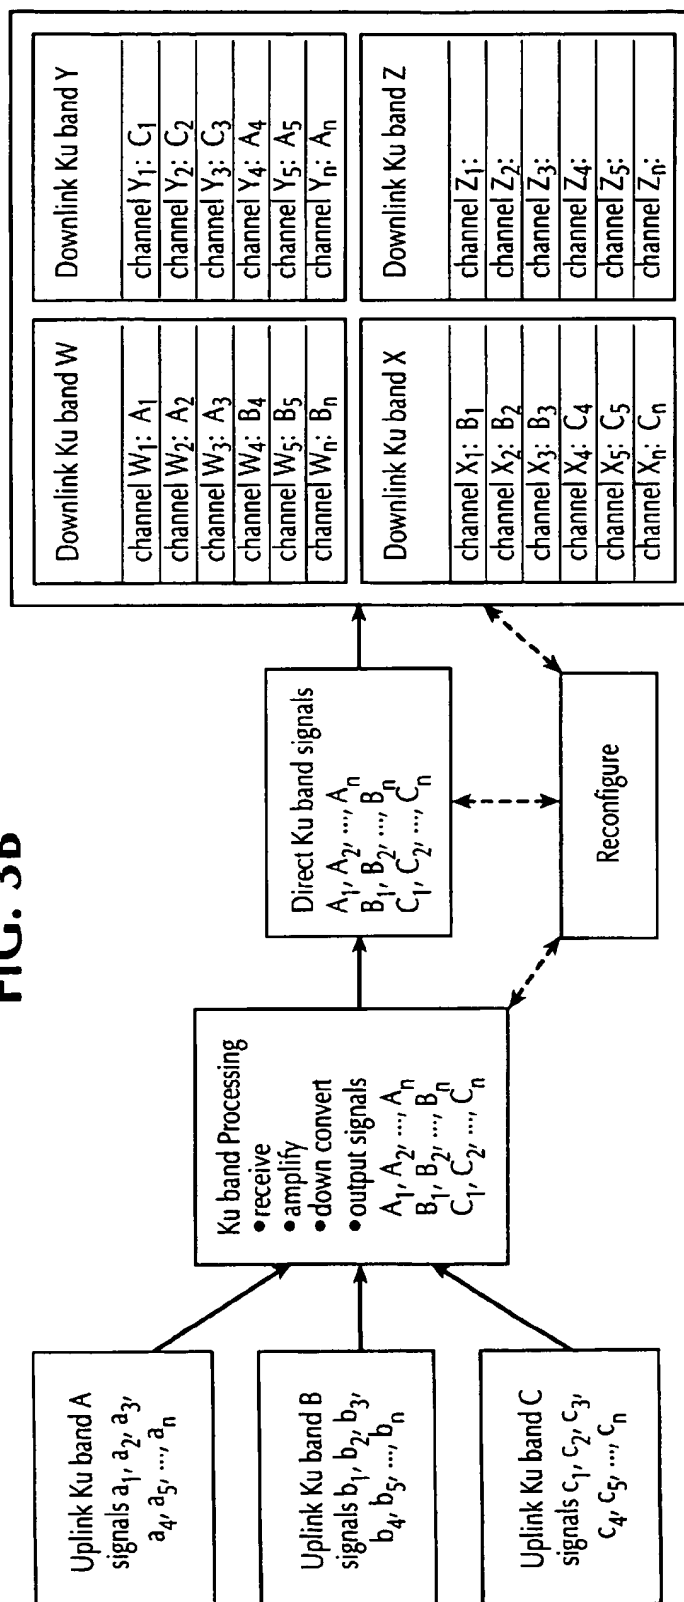 FIG. 3B
Uplink Ku band A
signals a₁, a₂, a₃,
a₄, a₅, ..., aₙ
Uplink Ku band B
signals b₁, b₂, b₃,
b₄, b₅, ..., bₙ
Uplink Ku band C
signals c₁, c₂, c₃,
c₄, c₅, ..., cₙ
Ku band Processing
•receive
•amplify
•down convert
•output signals
A₁, A₂, ..., Aₙ
B₁, B₂, ..., Bₙ
C₁, C₂, ..., Cₙ
Direct Ku band signals
A₁, A₂, ..., Aₙ
B₁, B₂, ..., Bₙ
C₁, C₂, ..., Cₙ
Reconfigure
Downlink Ku band W
channel W₁: A₁
channel W₂: A₂
channel W₃: A₃
channel W₄: B₄
channel W₅: B₅
channel Wₙ: Bₙ
Downlink Ku band Y
channel Y₁: C₁
channel Y₂: C₂
channel Y₃: C₃
channel Y₄: A₄
channel Y₅: A₅
channel Yₙ: Aₙ
Downlink Ku band X
channel X₁: B₁
channel X₂: B₂
channel X₃: B₃
channel X₄: C₄
channel X₅: C₅
channel Xₙ: Cₙ
Downlink Ku band Z
channel Z₁:
channel Z₂:
channel Z₃:
channel Z₄:
channel Z₅:
channel Zₙ: